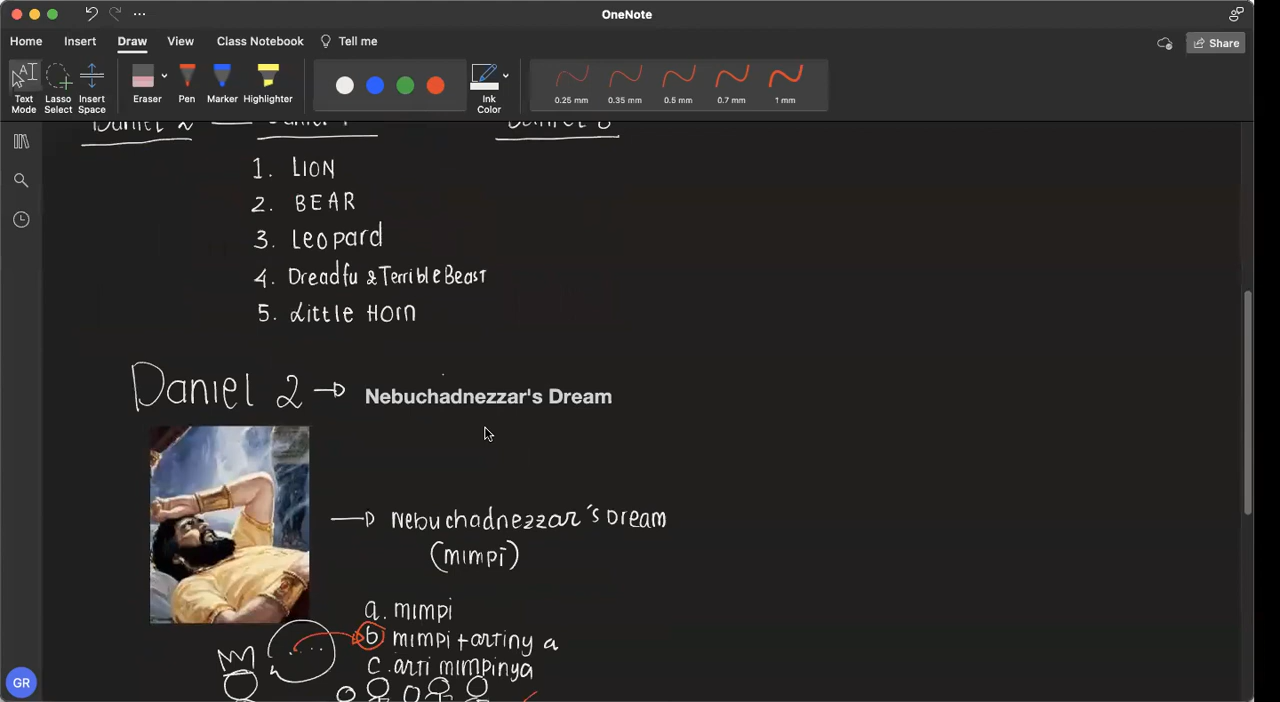 OneNote
Home Insert Draw View Class Notebook Tell me
Share
Text Mode
Lasso Select
Insert Space
Eraser
Pen
Marker
Highlighter
Ink Color
0.25 mm
0.35 mm
0.5 mm
0.7 mm
1 mm
Daniel 2
1. LION
2. BEAR
3. Leopard
4. Dreadfu & Terrible Beast
5. Little Horn
Daniel 2 → Nebuchadnezzar's Dream
→ Nebuchadnezzar's Dream
(mimpi)
a. mimpi
b mimpi + artinya
c. arti mimpinya
GR